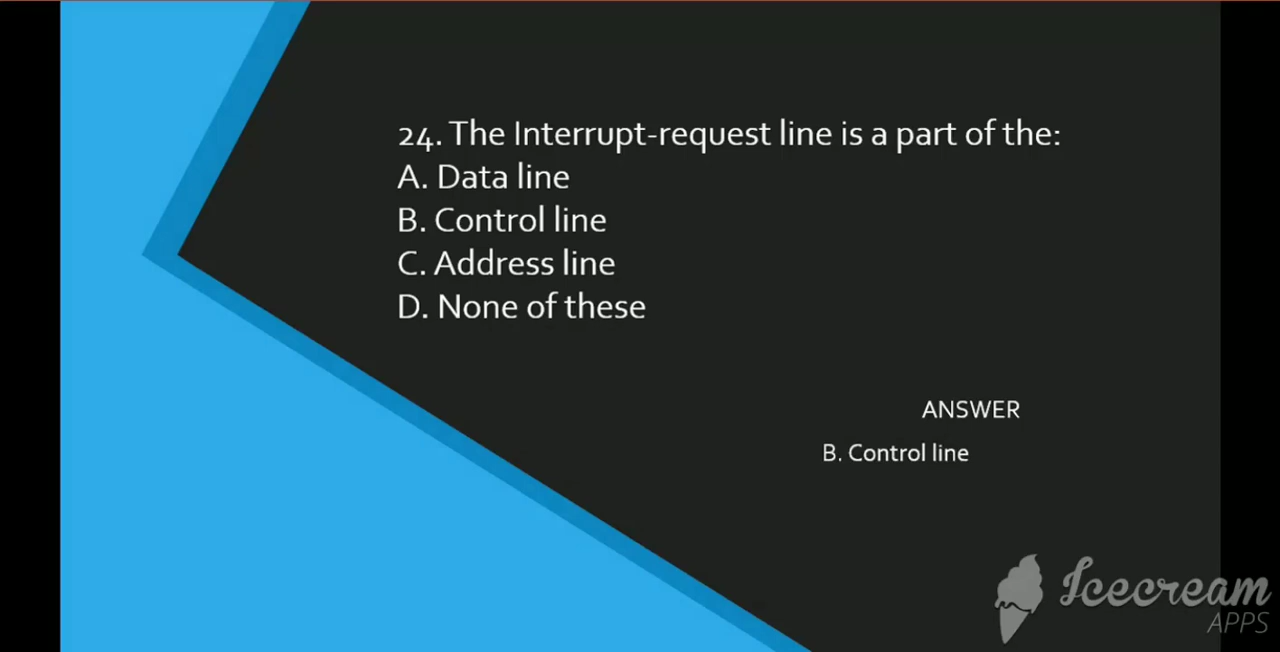 24. The Interrupt-request line is a part of the:
A. Data line
B. Control line
C. Address line
D. None of these
ANSWER
B. Control line
Icecream
APPS